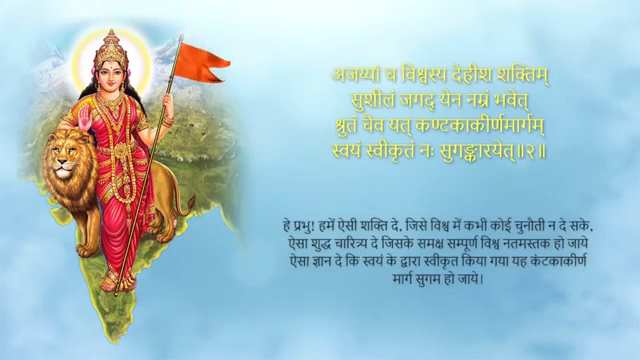 अजय्यां च विश्वस्य देहीश शक्तिम्
सुशीलं जगद् येन नम्रं भवेत्
श्रुतं चैव यत् कण्टकाकीर्णमार्गम्
स्वयं स्वीकृतं नः सुगङ्कारयेत्॥२॥
हे प्रभु! हमें ऐसी शक्ति दे, जिसे विश्व में कभी कोई चुनौती न दे सके,
ऐसा शुद्ध चारित्र्य दे जिसके समक्ष सम्पूर्ण विश्व नतमस्तक हो जाये
ऐसा ज्ञान दे कि स्वयं के द्वारा स्वीकृत किया गया यह कंटकाकीर्ण
मार्ग सुगम हो जाये।